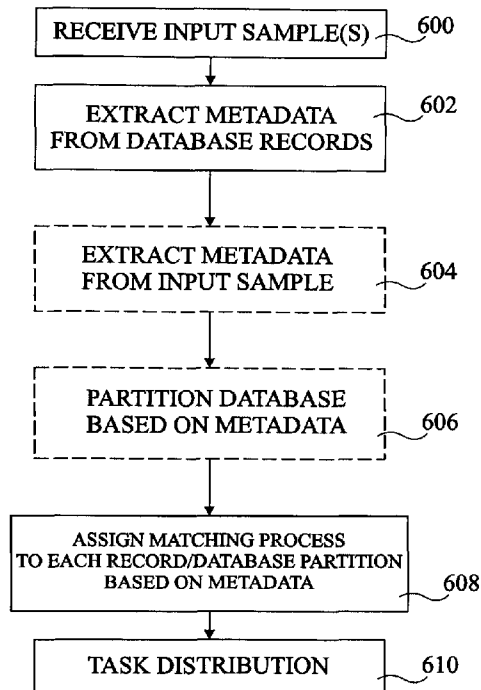 RECEIVE INPUT SAMPLE(S)
600
EXTRACT METADATA
FROM DATABASE RECORDS
602
EXTRACT METADATA
FROM INPUT SAMPLE
604
PARTITION DATABASE
BASED ON METADATA
606
ASSIGN MATCHING PROCESS
TO EACH RECORD/DATABASE PARTITION
BASED ON METADATA
608
TASK DISTRIBUTION
610